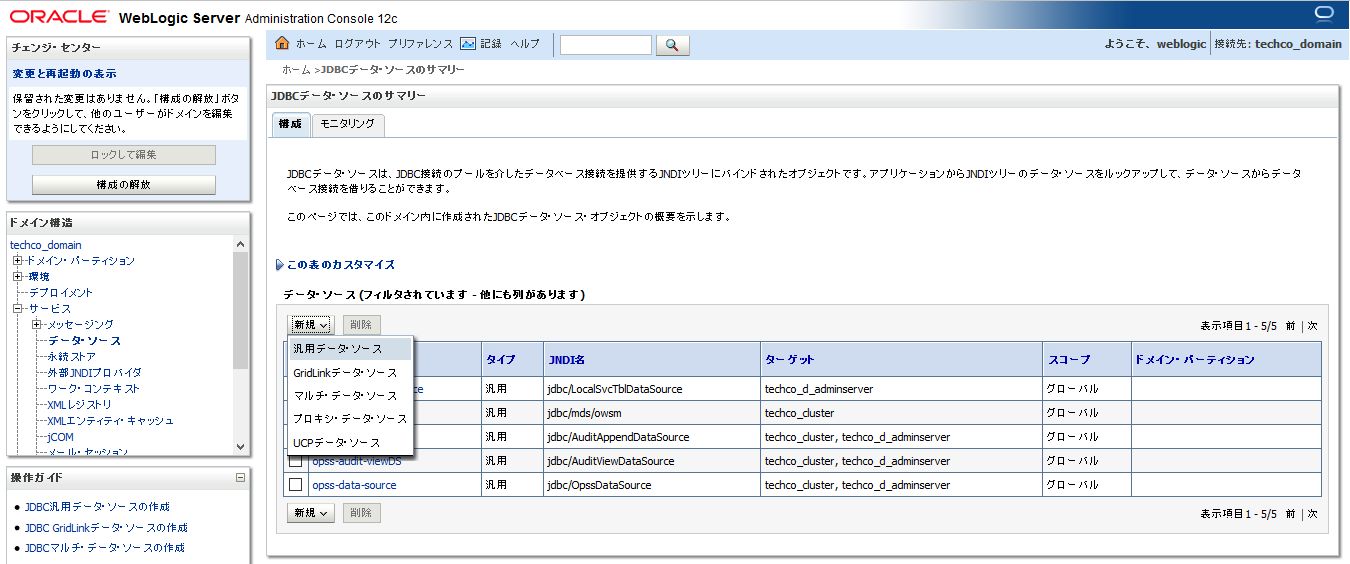 ORACLE® WebLogic Server Administration Console 12c
チェンジ・センター
変更と再起動の表示
保留された変更はありません。「構成の解放」ボタ
ンをクリックして、他のユーザーがドメインを編集
できるようにしてください。
ロックして編集
構成の解放
ドメイン構造
techco_domain
ドメイン・パーティション
環境
デプロイメント
サービス
メッセージング
データ・ソース
永続ストア
外部JNDIプロバイダ
ワーク・コンテキスト
XMLレジストリ
XMLエンティティ・キャッシュ
jCOM
メール・セッション
操作ガイド
JDBC汎用データ・ソースの作成
JDBC GridLinkデータ・ソースの作成
JDBCマルチ・データ・ソースの作成
ホーム ログアウト プリファレンス 記録 ヘルプ
ようこそ、weblogic 接続先: techco_domain
ホーム >JDBCデータ・ソースのサマリー
JDBCデータ・ソースのサマリー
構成 モニタリング
JDBCデータ・ソースは、JDBC接続のプールを介したデータベース接続を提供するJNDIツリーにバインドされたオブジェクトです。アプリケーションからJNDIツリーのデータ・ソースをルックアップして、データ・ソースからデータ
ベース接続を借りることができます。
このページでは、このドメイン内に作成されたJDBCデータ・ソース・オブジェクトの概要を示します。
この表のカスタマイズ
データ・ソース (フィルタされています - 他にも列があります)
新規 削除 表示項目1 - 5/5 前 | 次
汎用データ・ソース
GridLinkデータ・ソース
マルチ・データ・ソース
プロキシ・データ・ソース
UCPデータ・ソース
タイプ JNDI名 ターゲット スコープ ドメイン・パーティション
ce 汎用 jdbc/LocalSvcTblDataSource techco_d_adminserver グローバル
汎用 jdbc/mds/owsm techco_cluster グローバル
汎用 jdbc/AuditAppendDataSource techco_cluster, techco_d_adminserver グローバル
opss-audit-viewDS 汎用 jdbc/AuditViewDataSource techco_cluster, techco_d_adminserver グローバル
opss-data-source 汎用 jdbc/OpssDataSource techco_cluster, techco_d_adminserver グローバル
新規 削除 表示項目1 - 5/5 前 | 次